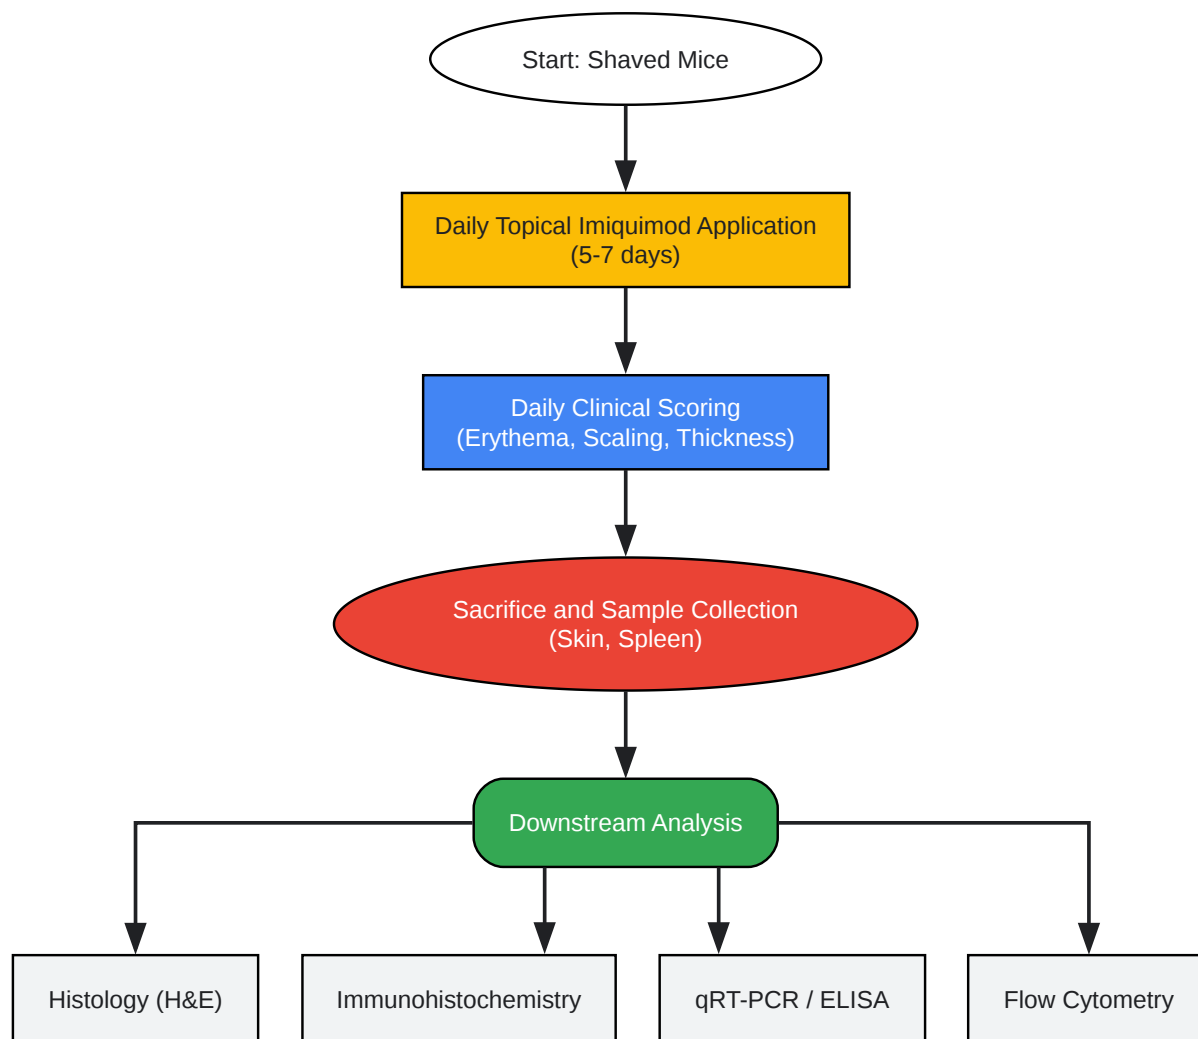 Start: Shaved Mice
Daily Topical Imiquimod Application
(5-7 days)
Daily Clinical Scoring
(Erythema, Scaling, Thickness)
Sacrifice and Sample Collection
(Skin, Spleen)
Downstream Analysis
Histology (H&E)
Immunohistochemistry
qRT-PCR / ELISA
Flow Cytometry